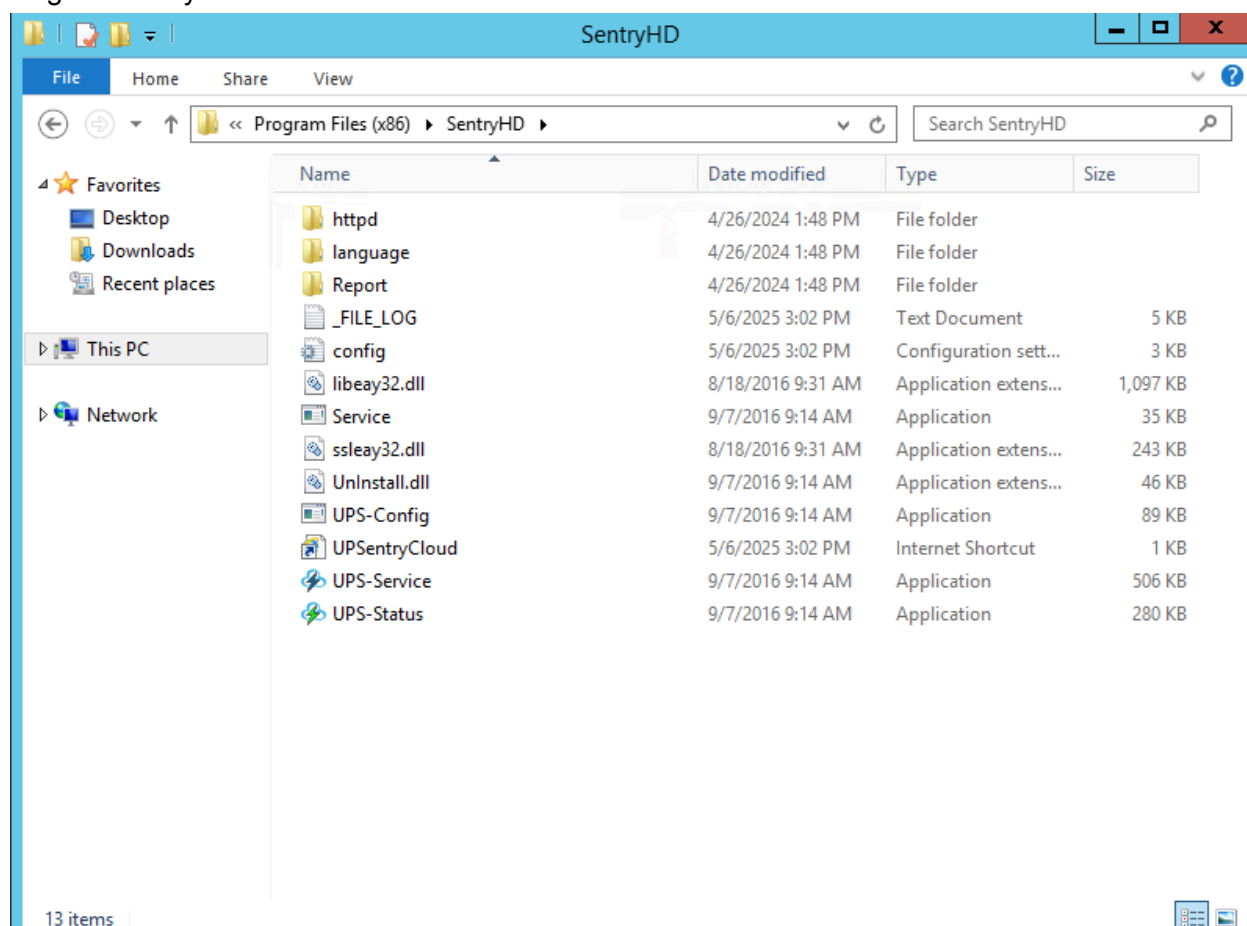 SentryHD
File Home Share View
« Program Files (x86) SentryHD Search SentryHD
Name Date modified Type Size
Favorites
Desktop
Downloads
Recent places
This PC
Network
httpd 4/26/2024 1:48 PM File folder
language 4/26/2024 1:48 PM File folder
Report 4/26/2024 1:48 PM File folder
_FILE_LOG 5/6/2025 3:02 PM Text Document 5 KB
config 5/6/2025 3:02 PM Configuration sett... 3 KB
libeay32.dll 8/18/2016 9:31 AM Application extens... 1,097 KB
Service 9/7/2016 9:14 AM Application 35 KB
ssleay32.dll 8/18/2016 9:31 AM Application extens... 243 KB
UnInstall.dll 9/7/2016 9:14 AM Application extens... 46 KB
UPS-Config 9/7/2016 9:14 AM Application 89 KB
UPSentryCloud 5/6/2025 3:02 PM Internet Shortcut 1 KB
UPS-Service 9/7/2016 9:14 AM Application 506 KB
UPS-Status 9/7/2016 9:14 AM Application 280 KB
13 items